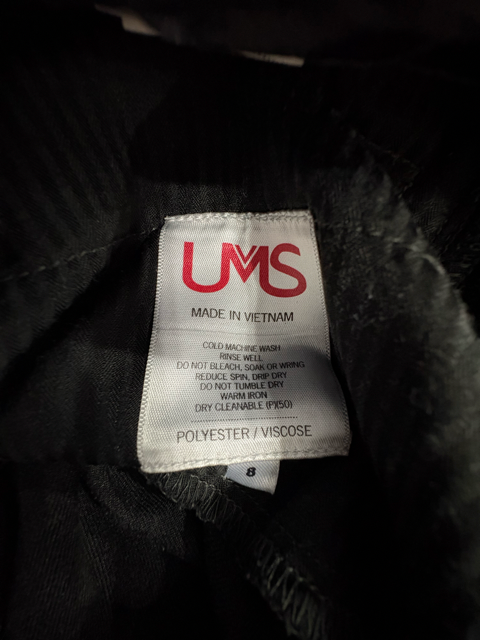 UMS
MADE IN VIETNAM
COLD MACHINE WASH
RINSE WELL
DO NOT BLEACH, SOAK OR WRING
REDUCE SPIN, DRIP DRY
DO NOT TUMBLE DRY
WARM IRON
DRY CLEANABLE (P)(50)
POLYESTER / VISCOSE
8